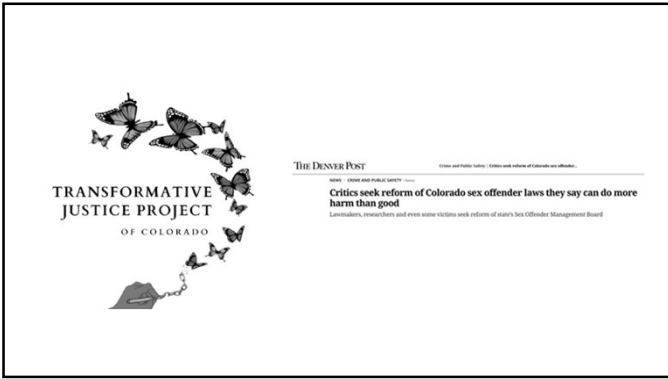 TRANSFORMATIVE
JUSTICE PROJECT
OF COLORADO
THE DENVER POST
Crime and Public Safety | Critics seek reform of Colorado sex offender...
NEWS CRIME AND PUBLIC SAFETY
Critics seek reform of Colorado sex offender laws they say can do more
harm than good
Lawmakers, researchers and even some victims seek reform of state's Sex Offender Management Board